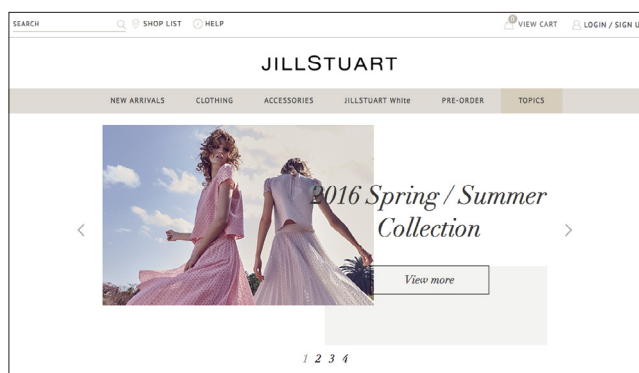 SEARCH
SHOP LIST
HELP
0
VIEW CART
LOGIN / SIGN U
JILLSTUART
NEW ARRIVALS
CLOTHING
ACCESSORIES
JILLSTUART White
PRE-ORDER
TOPICS
2016 Spring / Summer
Collection
View more
1 2 3 4